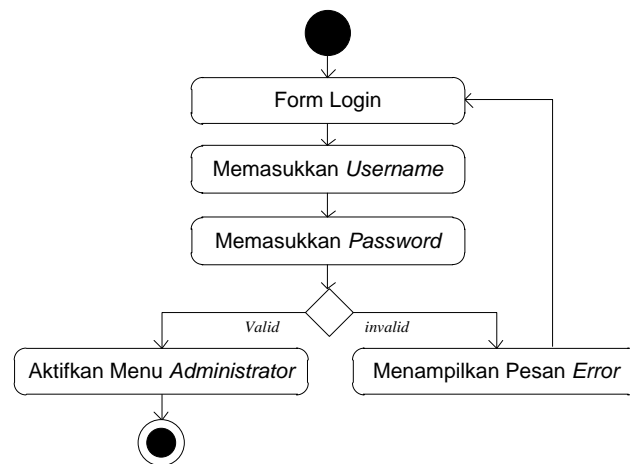 Form Login
Memasukkan Username
Memasukkan Password
Valid
invalid
Aktifkan Menu Administrator
Menampilkan Pesan Error